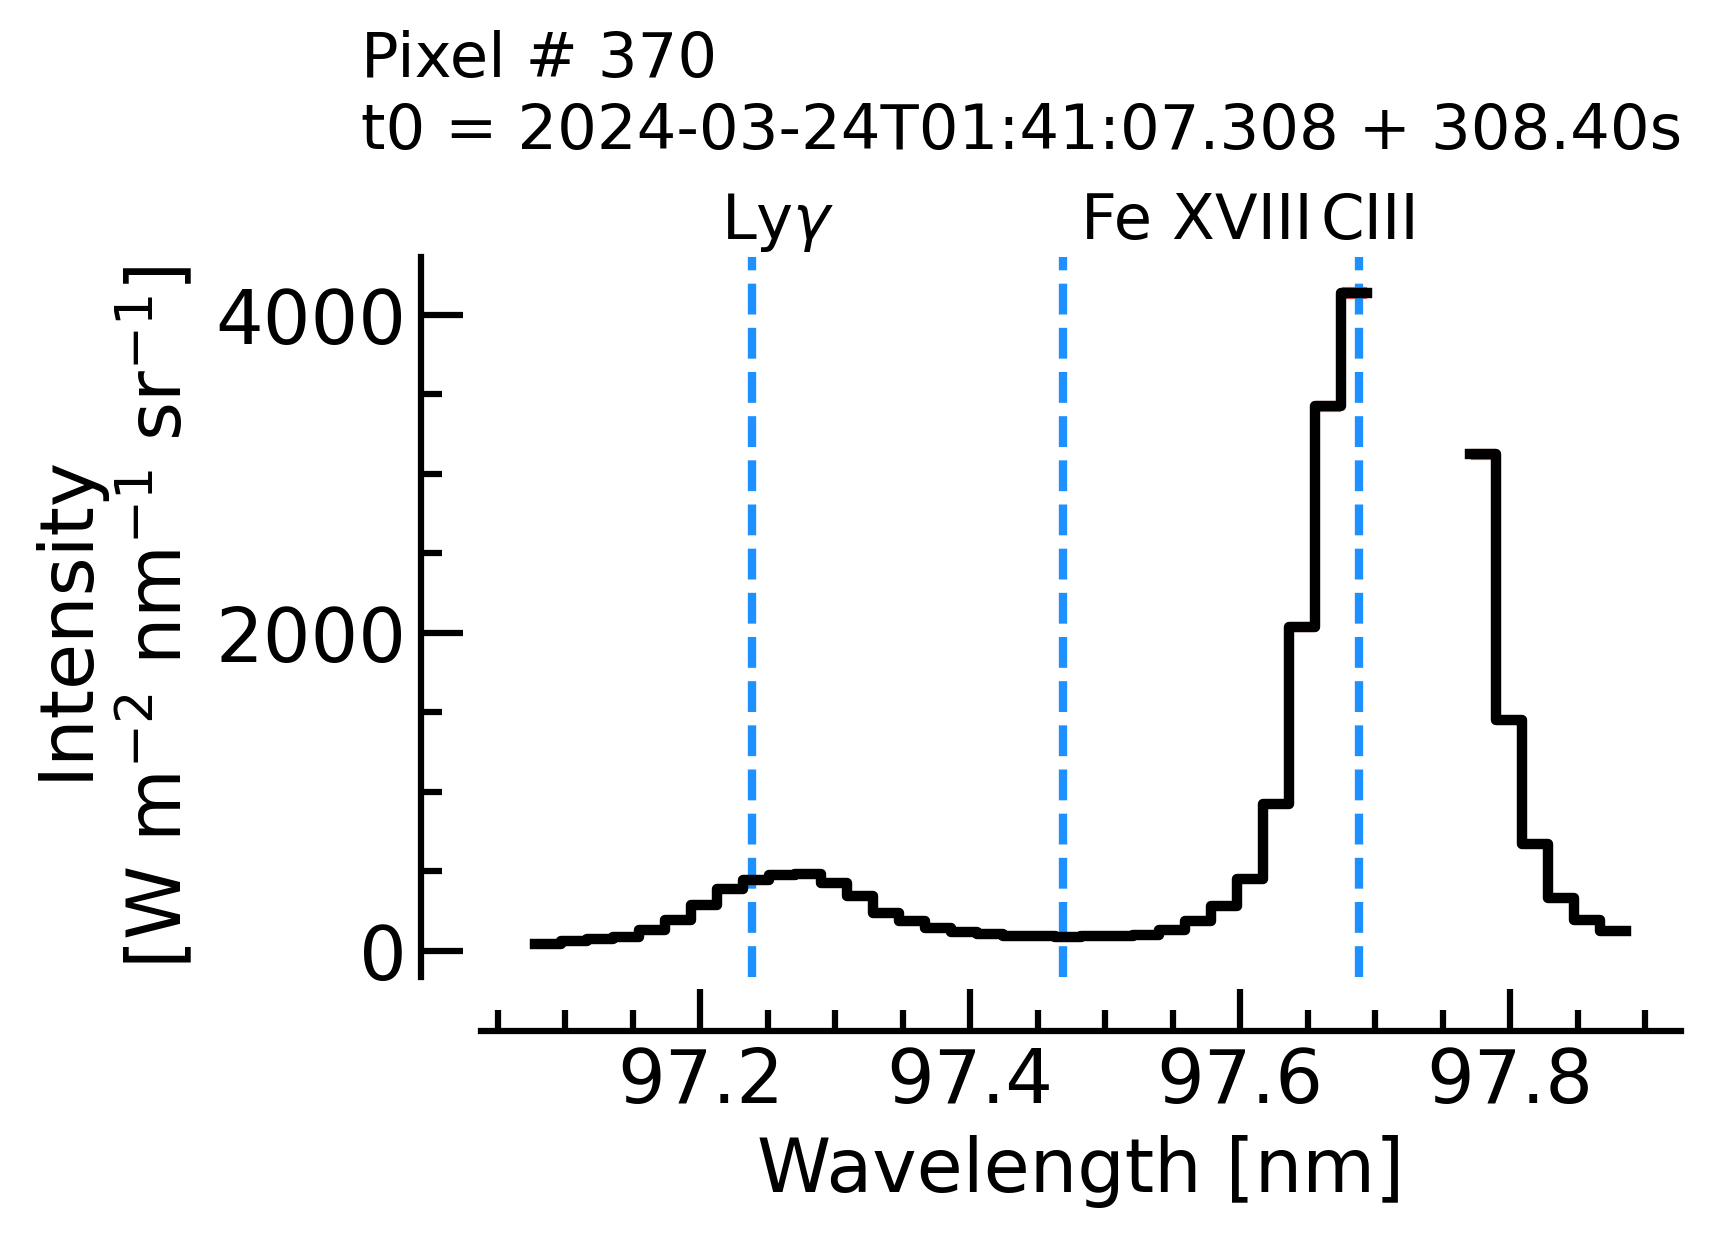 Pixel # 370
t0 = 2024-03-24T01:41:07.308 + 308.40s
Lyγ Fe XVIII CIII
Intensity
[W m⁻² nm⁻¹ sr⁻¹]
4000
2000
0
97.2 97.4 97.6 97.8
Wavelength [nm]